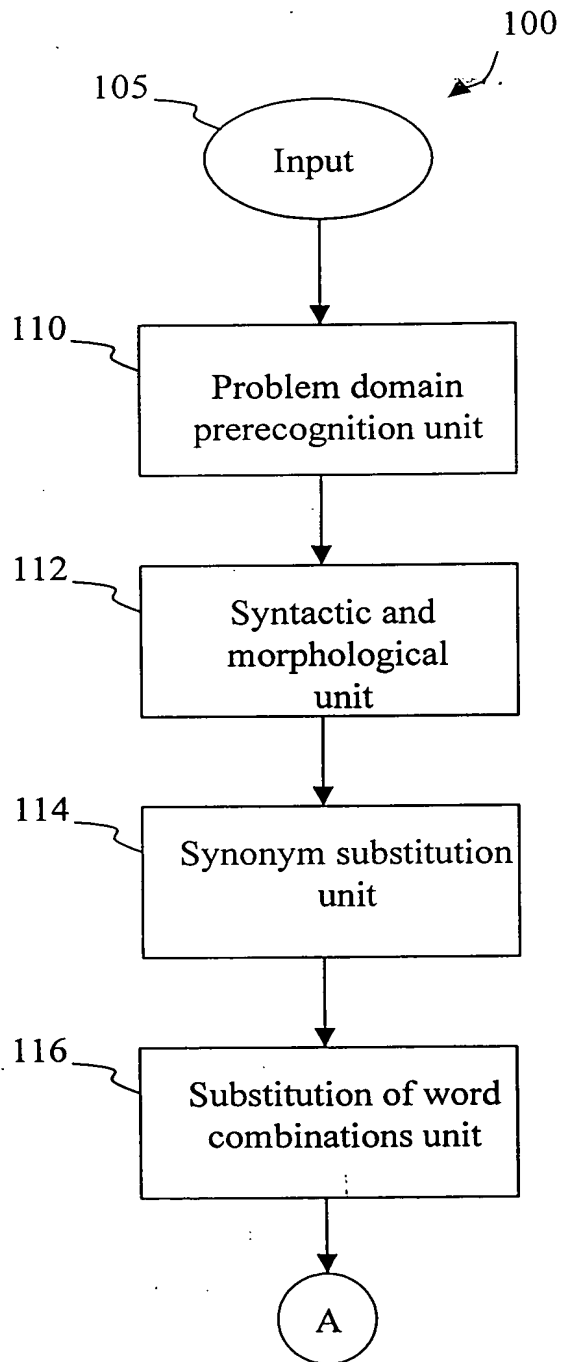 100
105
Input
110
Problem domain
prerecognition unit
112
Syntactic and
morphological
unit
114
Synonym substitution
unit
116
Substitution of word
combinations unit
A